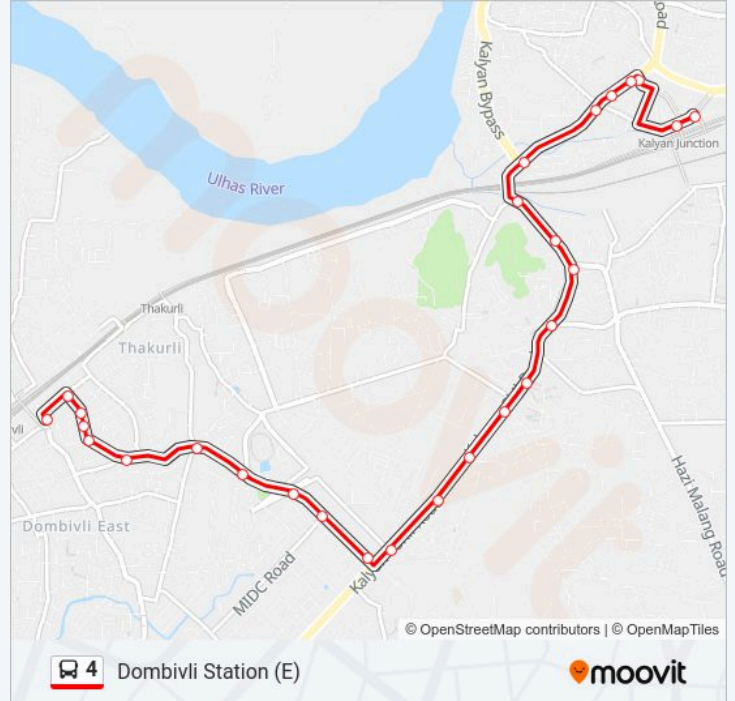 oad
Road
Kalyan Bypass
Kalyan Junction
Ulhas River
Thakurli
Thakurli
vli
Hazi Malang Road
Dombivli East
MIDC Road
Kaly
© OpenStreetMap contributors | © OpenMapTiles
4 Dombivli Station (E)
moovit